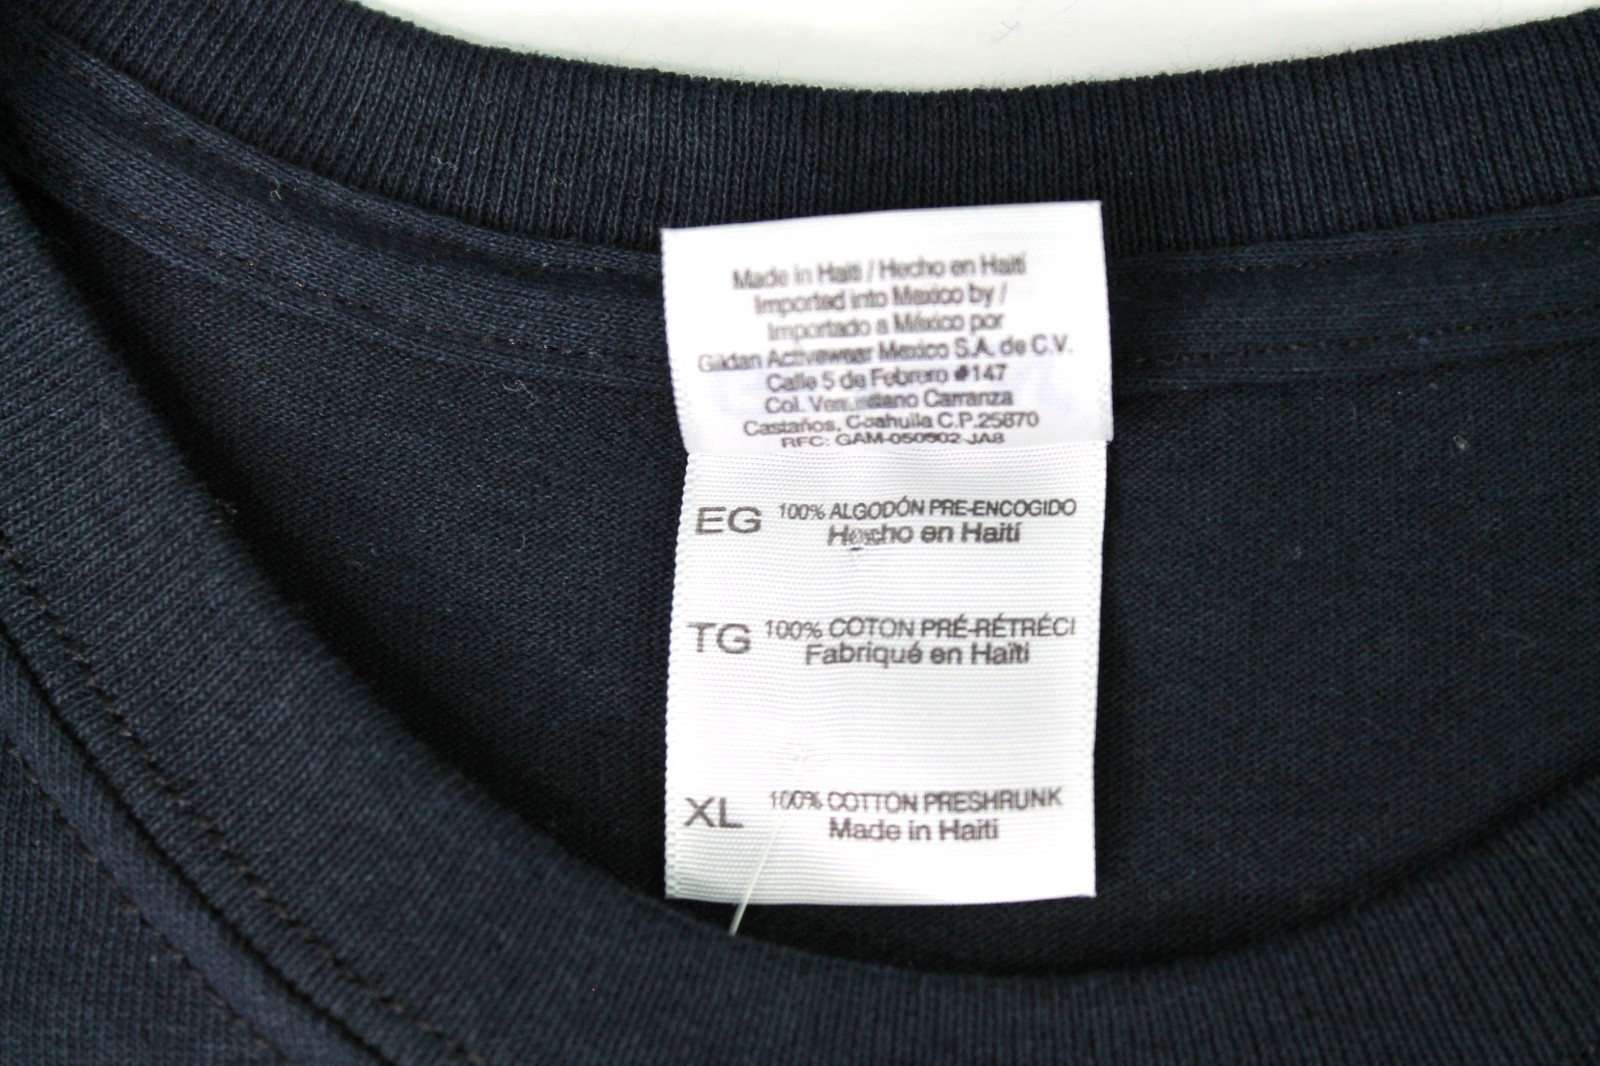 Made in Haiti / Hecho en Haití
Imported into Mexico by /
Importado a México por
Gildan Activewear Mexico S.A. de C.V.
Calle 5 de Febrero #147
Col. Venustiano Carranza
Castaños, Coahuila C.P.25870
RFC: GAM-050902-JA8
EG 100% ALGODÓN PRE-ENCOGIDO
Hecho en Haití
TG 100% COTON PRÉ-RÉTRÉCI
Fabriqué en Haïti
XL 100% COTTON PRESHRUNK
Made in Haiti